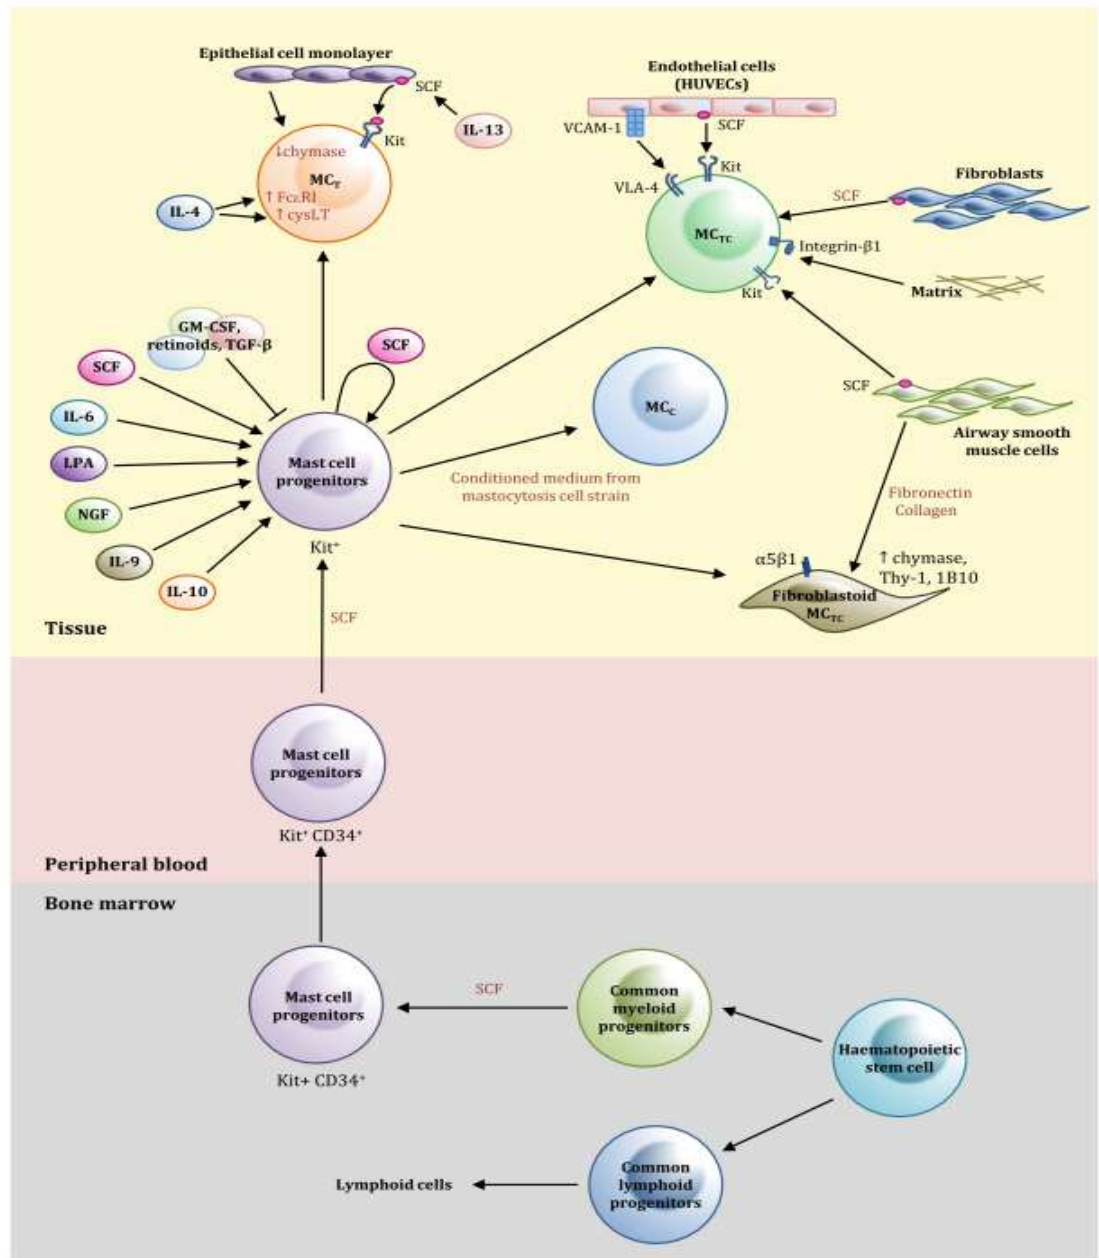 Epithelial cell monolayer
SCF
IL-13
Kit
↓chymase
MC_T
↑ FcεRI
↑ cysLT
IL-4
Endothelial cells
(HUVECs)
VCAM-1
SCF
Kit
VLA-4
MC_TC
Integrin-β1
Kit
SCF
Fibroblasts
Matrix
GM-CSF,
retinoids, TGF-β
SCF
SCF
IL-6
LPA
NGF
IL-9
IL-10
Mast cell
progenitors
Kit⁺
MC_C
Conditioned medium from
mastocytosis cell strain
SCF
Airway smooth
muscle cells
Fibronectin
Collagen
α5β1
↑ chymase,
Thy-1, 1B10
Fibroblastoid
MC_TC
SCF
Tissue
Mast cell
progenitors
Kit⁺ CD34⁺
Peripheral blood
Bone marrow
Mast cell
progenitors
Kit+ CD34⁺
SCF
Common
myeloid
progenitors
Haematopoietic
stem cell
Common
lymphoid
progenitors
Lymphoid cells